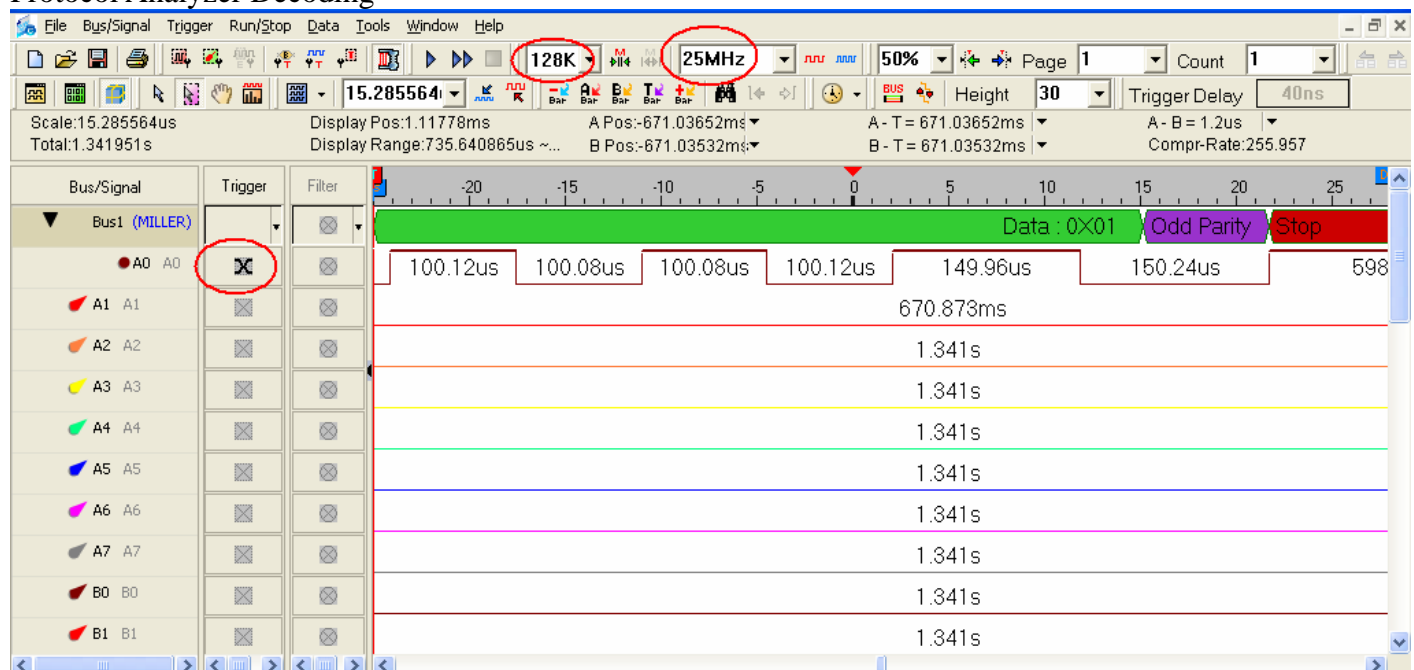 Protocol Analyzer Decoding
File Bus/Signal Trigger Run/Stop Data Tools Window Help
128K 25MHz 50% Page 1 Count 1
15.285564 Bar Bar Bar Bar Bar BUS Height 30 Trigger Delay 40ns
Scale:15.285564us Display Pos:1.11778ms A Pos:-671.03652ms A - T = 671.03652ms A - B = 1.2us
Total:1.341951s Display Range:735.640865us ~... B Pos:-671.03532ms B - T = 671.03532ms Compr-Rate:255.957
Bus/Signal Trigger Filter -20 -15 -10 -5 0 5 10 15 20 25
Bus1 (MILLER) Data : 0X01 Odd Parity Stop
A0 A0 100.12us 100.08us 100.08us 100.12us 149.96us 150.24us 598
A1 A1 670.873ms
A2 A2 1.341s
A3 A3 1.341s
A4 A4 1.341s
A5 A5 1.341s
A6 A6 1.341s
A7 A7 1.341s
B0 B0 1.341s
B1 B1 1.341s